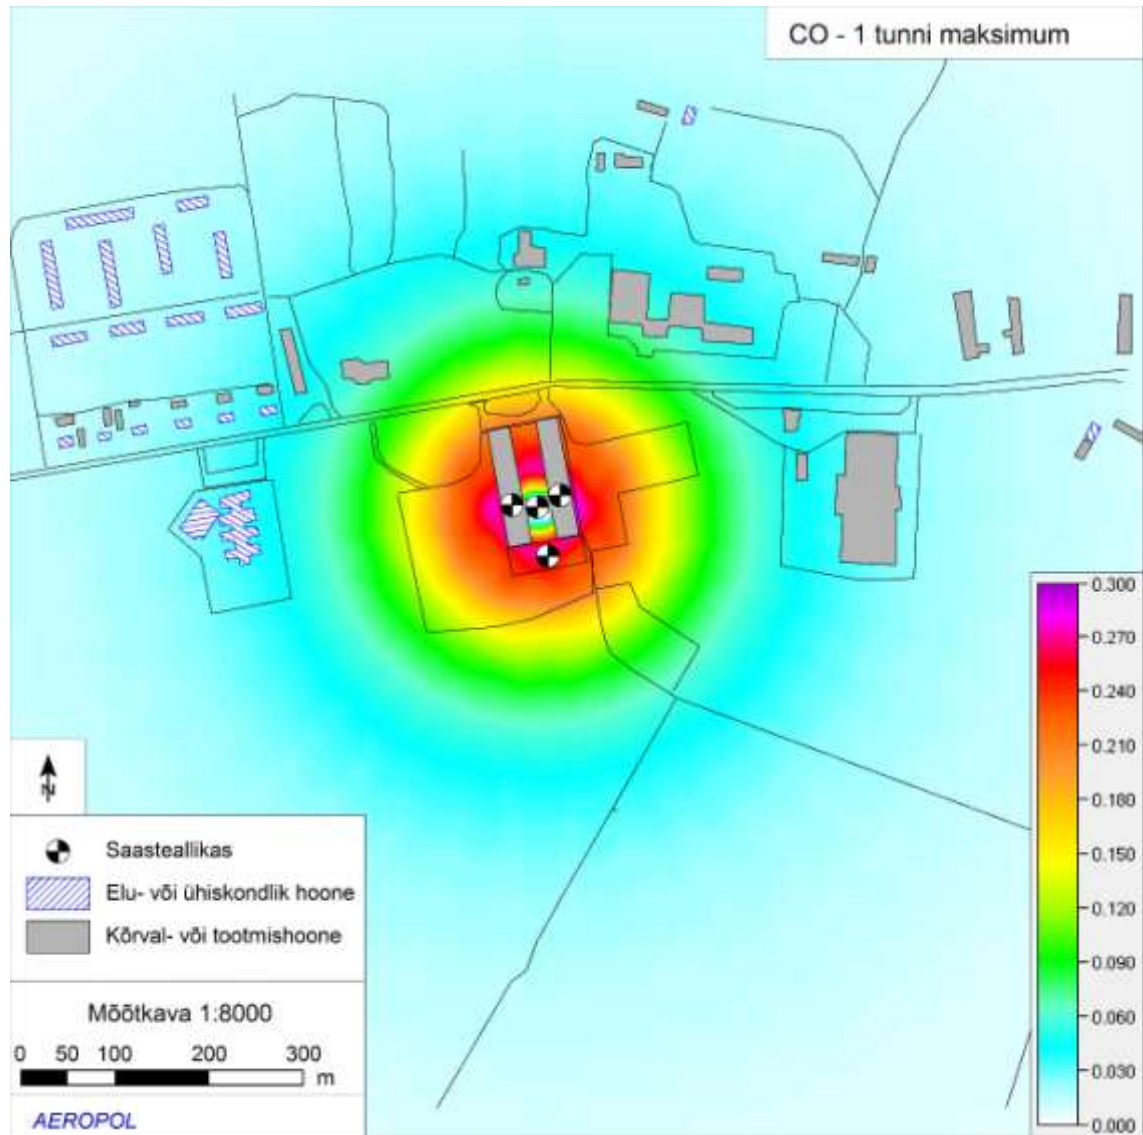 CO - 1 tunni maksimum
N
Saasteallikas
Elu- või ühiskondlik hoone
Kõrval- või tootmishoone
Mõõtkava 1:8000
0 50 100 200 300
m
AEROPOL
0.300
0.270
0.240
0.210
0.180
0.150
0.120
0.090
0.060
0.030
0.000